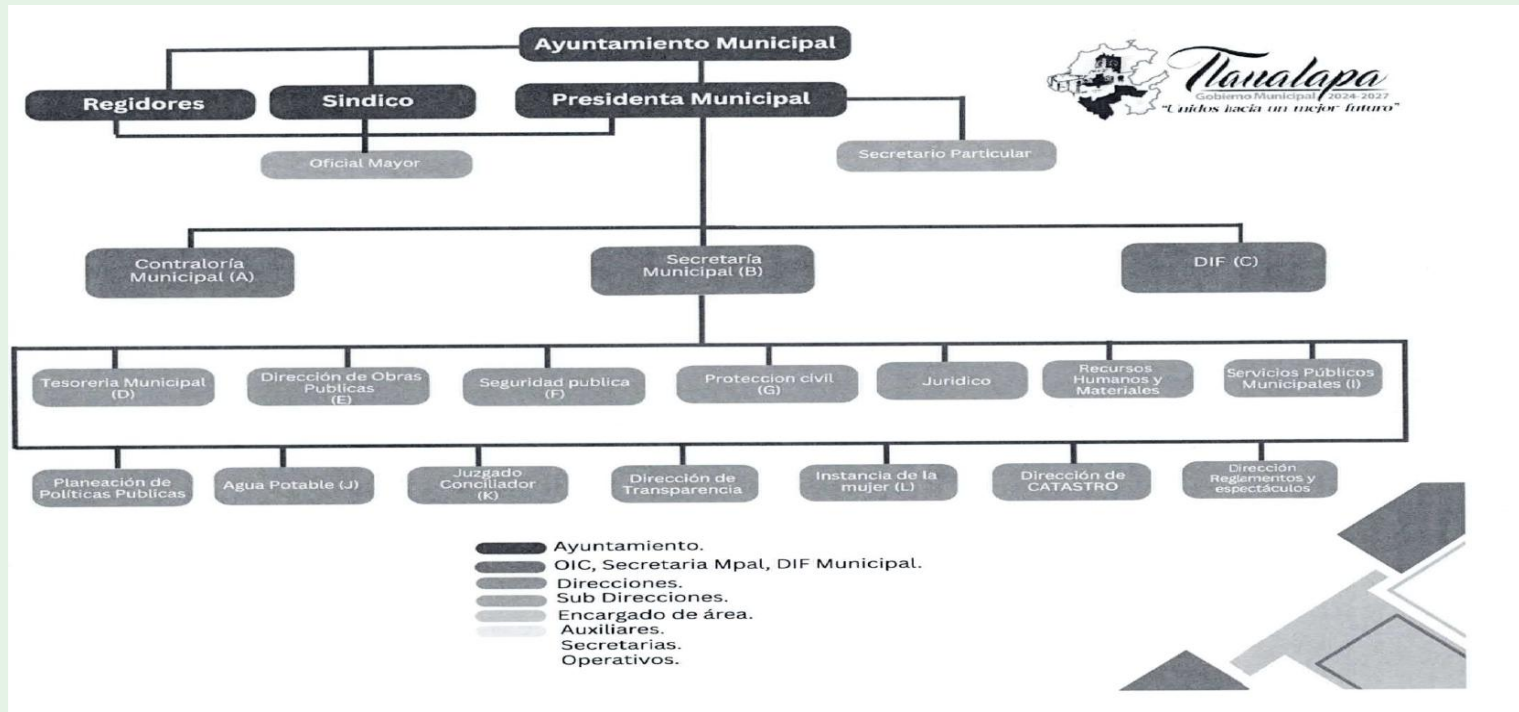 Ayuntamiento Municipal
Tlanalapa
Gobierno Municipal 2024-2027
"Unidos hacia un mejor futuro"
Regidores
Sindico
Presidenta Municipal
Oficial Mayor
Secretario Particular
Contraloría
Municipal (A)
Secretaría
Municipal (B)
DIF (C)
Tesoreria Municipal
(D)
Dirección de Obras
Publicas
(E)
Seguridad publica
(F)
Proteccion civil
(G)
Juridico
Recursos
Humanos y
Materiales
Servicios Públicos
Municipales (I)
Planeación de
Políticas Publicas
Agua Potable (J)
Juzgado
Conciliador
(K)
Dirección de
Transparencia
Instancia de la
mujer (L)
Dirección de
CATASTRO
Dirección
Reglementos y
espectáculos
Ayuntamiento.
OIC, Secretaria Mpal, DIF Municipal.
Direcciones.
Sub Direcciones.
Encargado de área.
Auxiliares.
Secretarias.
Operativos.